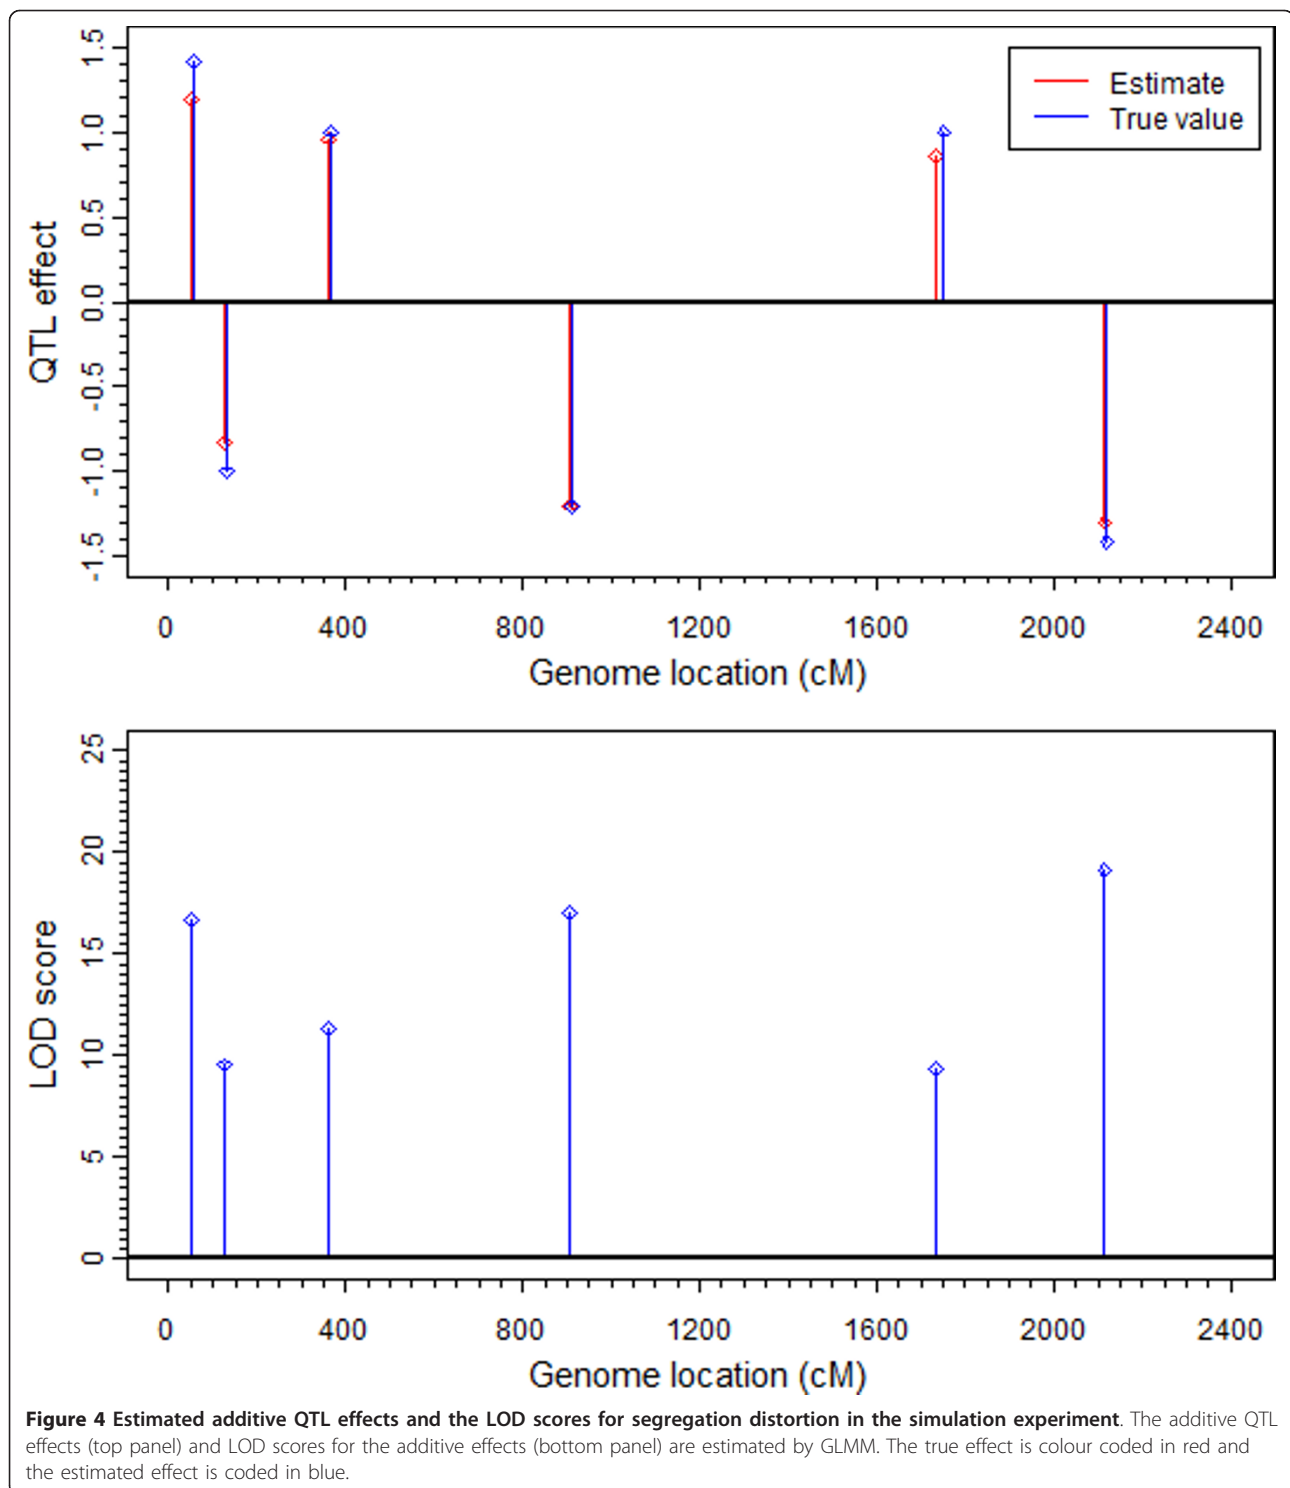 1.5
1.0
0.5
0.0
-0.5
-1.0
-1.5
QTL effect
Estimate
True value
0 400 800 1200 1600 2000 2400
Genome location (cM)
25
20
15
10
5
0
LOD score
0 400 800 1200 1600 2000 2400
Genome location (cM)
Figure 4 Estimated additive QTL effects and the LOD scores for segregation distortion in the simulation experiment. The additive QTL
effects (top panel) and LOD scores for the additive effects (bottom panel) are estimated by GLMM. The true effect is colour coded in red and
the estimated effect is coded in blue.